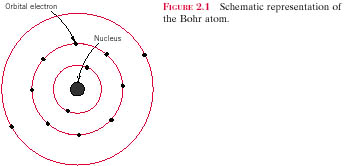 Orbital electron
Nucleus
FIGURE 2.1 Schematic representation of
the Bohr atom.